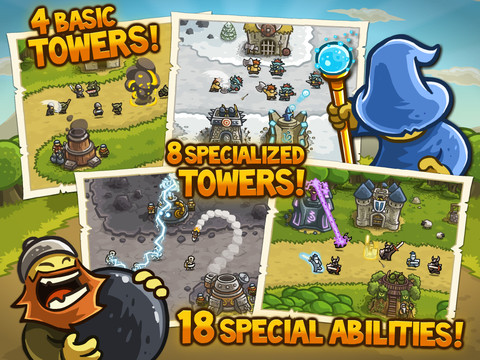 4 BASIC
TOWERS!
8 SPECIALIZED
TOWERS!
18 SPECIAL ABILITIES!